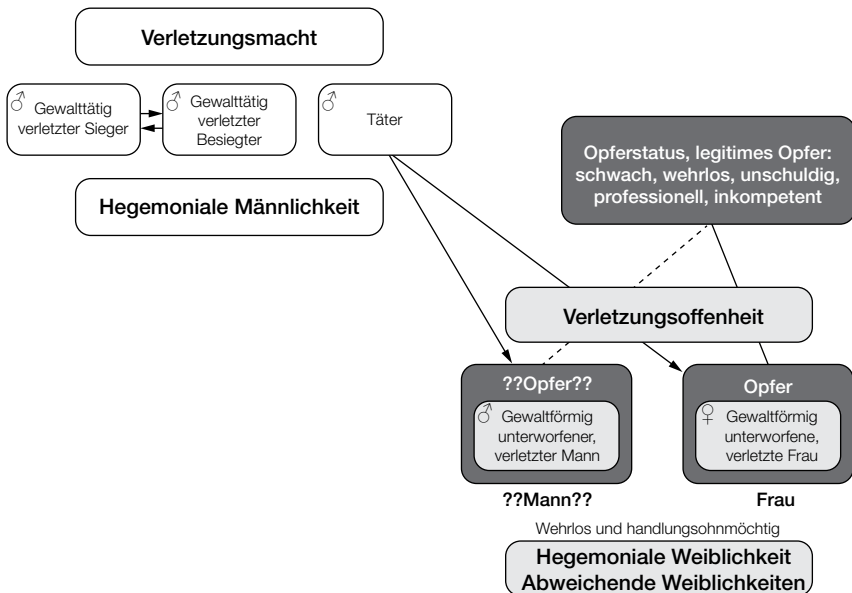 Verletzungsmacht
♂
Gewalttätig
verletzter Sieger
♂
Gewalttätig
verletzter
Besiegter
♂
Täter
Opferstatus, legitimes Opfer:
schwach, wehrlos, unschuldig,
professionell, inkompetent
Hegemoniale Männlichkeit
Verletzungsoffenheit
??Opfer??
♂
Gewaltförmig
unterworfener,
verletzter Mann
Opfer
♀
Gewaltförmig
unterworfene,
verletzte Frau
??Mann??
Frau
Wehrlos und handlungsohnmöchtig
Hegemoniale Weiblichkeit
Abweichende Weiblichkeiten